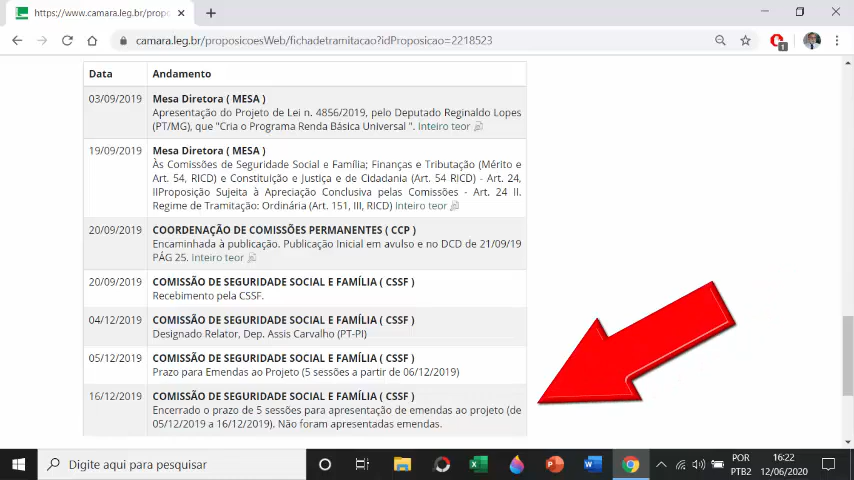 https://www.camara.leg.br/propo
camara.leg.br/proposicoesWeb/fichadetramitacao?idProposicao=2218523
1
Data Andamento
03/09/2019 Mesa Diretora ( MESA )
Apresentação do Projeto de Lei n. 4856/2019, pelo Deputado Reginaldo Lopes
(PT/MG), que "Cria o Programa Renda Básica Universal ". Inteiro teor
19/09/2019 Mesa Diretora ( MESA )
Às Comissões de Seguridade Social e Família; Finanças e Tributação (Mérito e
Art. 54, RICD) e Constituição e Justiça e de Cidadania (Art. 54 RICD) - Art. 24,
IIProposição Sujeita à Apreciação Conclusiva pelas Comissões - Art. 24 II.
Regime de Tramitação: Ordinária (Art. 151, III, RICD) Inteiro teor
20/09/2019 COORDENAÇÃO DE COMISSÕES PERMANENTES ( CCP )
Encaminhada à publicação. Publicação Inicial em avulso e no DCD de 21/09/19
PÁG 25. Inteiro teor
20/09/2019 COMISSÃO DE SEGURIDADE SOCIAL E FAMÍLIA ( CSSF )
Recebimento pela CSSF.
04/12/2019 COMISSÃO DE SEGURIDADE SOCIAL E FAMÍLIA ( CSSF )
Designado Relator, Dep. Assis Carvalho (PT-PI)
05/12/2019 COMISSÃO DE SEGURIDADE SOCIAL E FAMÍLIA ( CSSF )
Prazo para Emendas ao Projeto (5 sessões a partir de 06/12/2019)
16/12/2019 COMISSÃO DE SEGURIDADE SOCIAL E FAMÍLIA ( CSSF )
Encerrado o prazo de 5 sessões para apresentação de emendas ao projeto (de
05/12/2019 a 16/12/2019). Não foram apresentadas emendas.
Digite aqui para pesquisar
POR 16:22
PTB2 12/06/2020